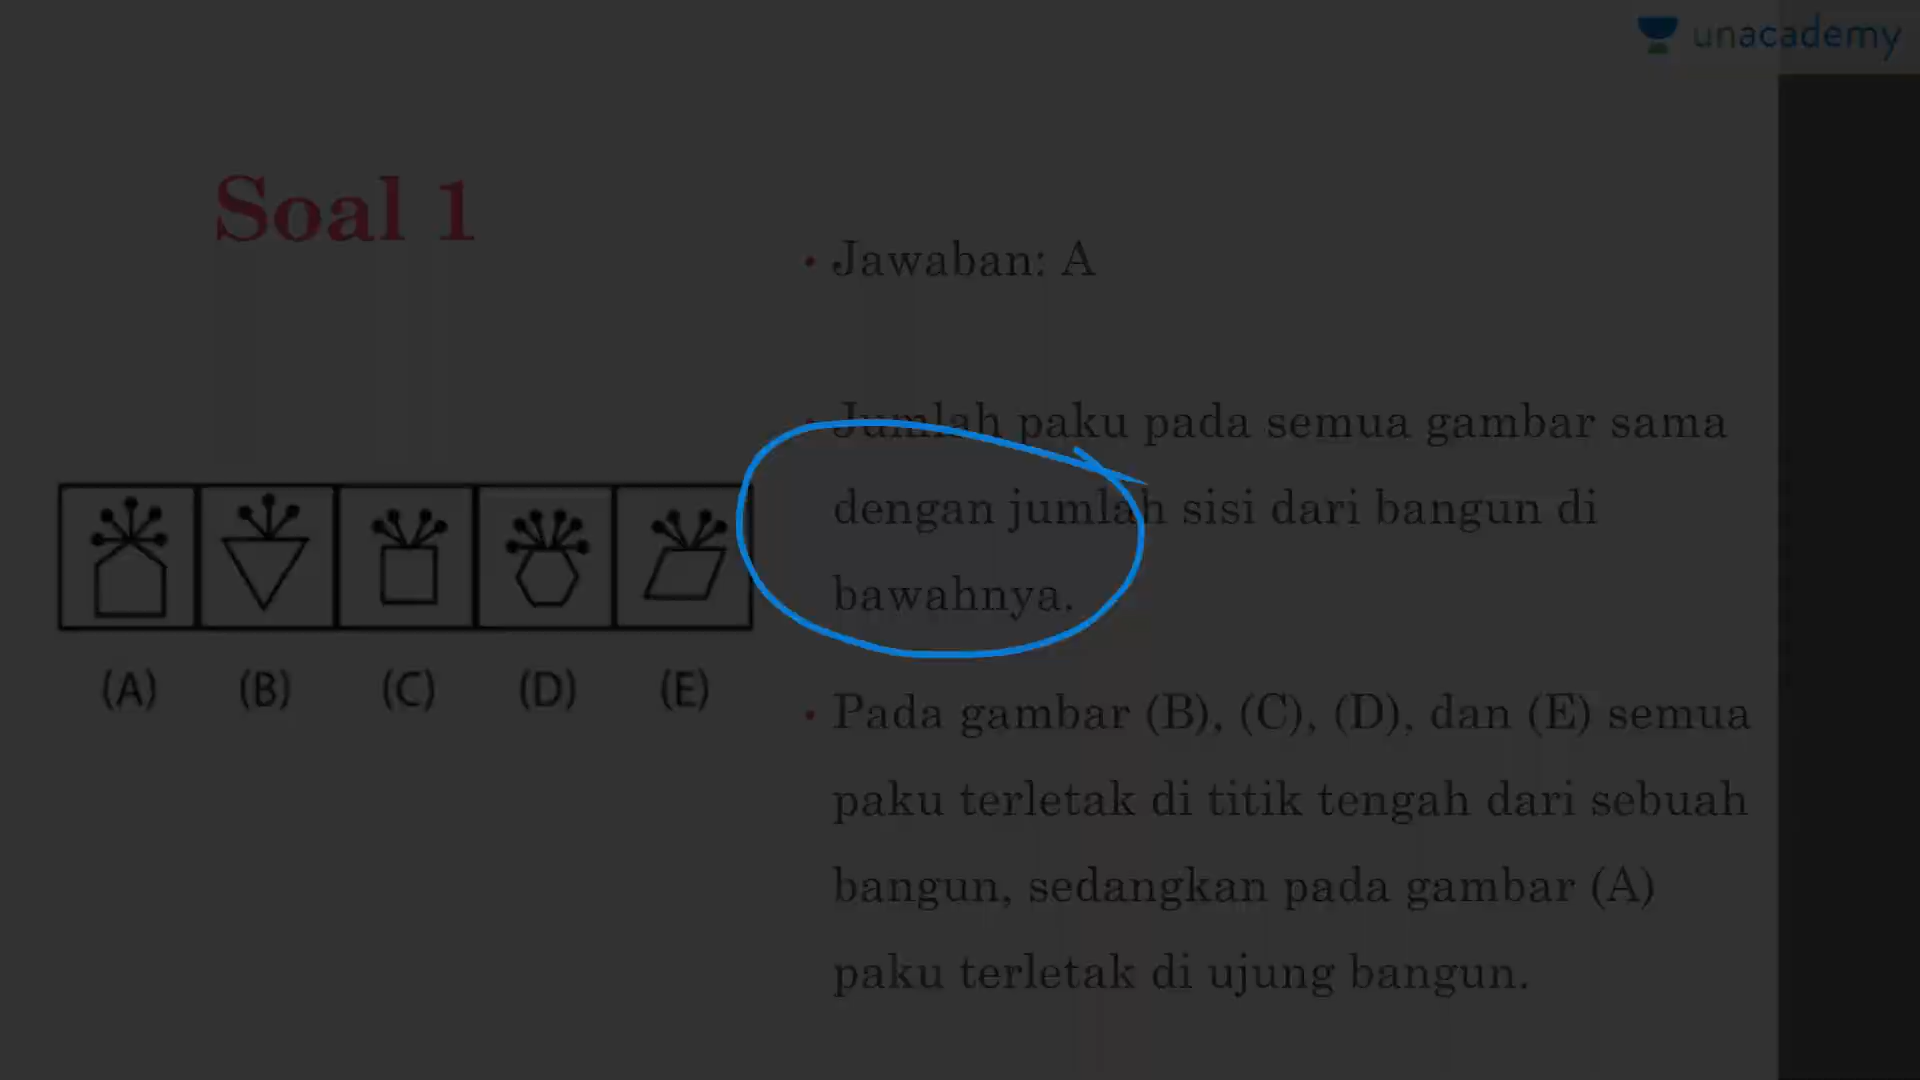 unacademy
Soal 1
(A) (B) (C) (D) (E)
• Jawaban: A
• Jumlah paku pada semua gambar sama
dengan jumlah sisi dari bangun di
bawahnya.
• Pada gambar (B), (C), (D), dan (E) semua
paku terletak di titik tengah dari sebuah
bangun, sedangkan pada gambar (A)
paku terletak di ujung bangun.